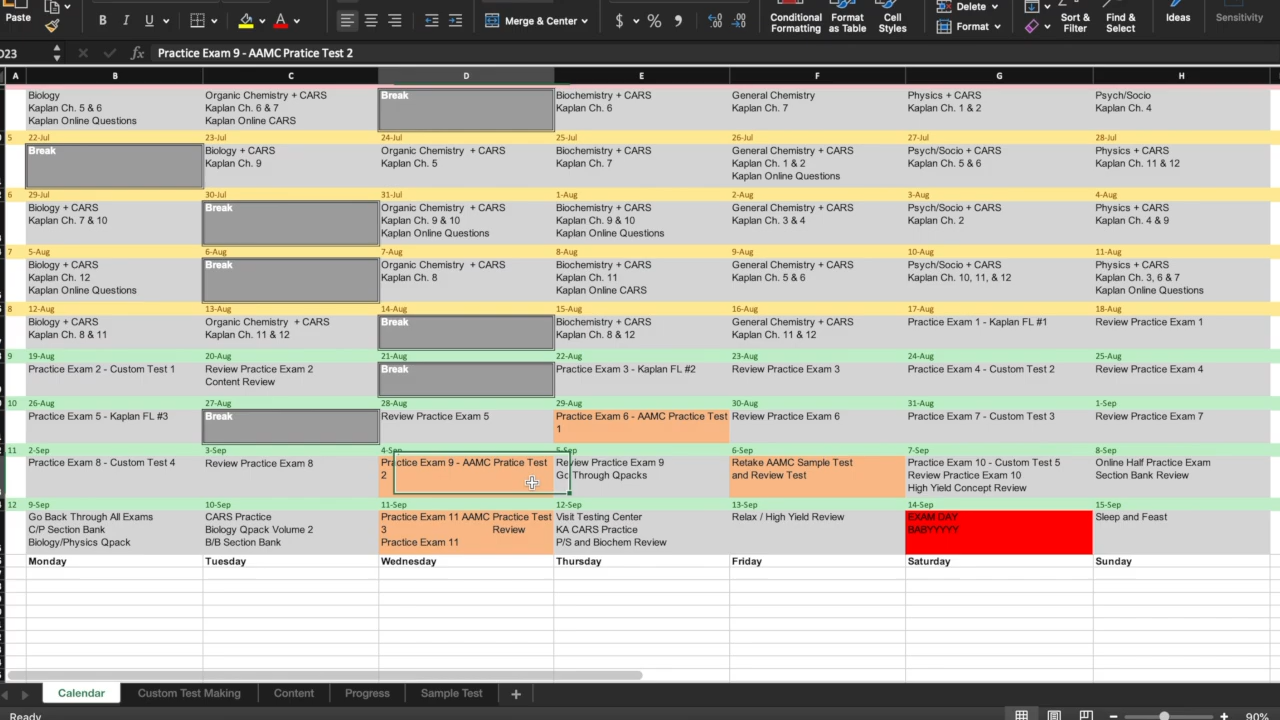 Paste
B I U A
Merge & Center
$ % 9
Conditional Formatting
Format as Table
Cell Styles
Delete
Format
Sort & Filter
Find & Select
Ideas
Sensitivity
D23 fx Practice Exam 9 - AAMC Pratice Test 2
A B C D E F G H
Biology
Kaplan Ch. 5 & 6
Kaplan Online Questions
Organic Chemistry + CARS
Kaplan Ch. 6 & 7
Kaplan Online CARS
Break
Biochemistry + CARS
Kaplan Ch. 6
General Chemistry
Kaplan Ch. 7
Physics + CARS
Kaplan Ch. 1 & 2
Psych/Socio
Kaplan Ch. 4
5 22-Jul 23-Jul 24-Jul 25-Jul 26-Jul 27-Jul 28-Jul
Break
Biology + CARS
Kaplan Ch. 9
Organic Chemistry + CARS
Kaplan Ch. 5
Biochemistry + CARS
Kaplan Ch. 7
General Chemistry + CARS
Kaplan Ch. 1 & 2
Kaplan Online Questions
Psych/Socio + CARS
Kaplan Ch. 5 & 6
Physics + CARS
Kaplan Ch. 11 & 12
6 29-Jul 30-Jul 31-Jul 1-Aug 2-Aug 3-Aug 4-Aug
Biology + CARS
Kaplan Ch. 7 & 10
Break
Organic Chemistry + CARS
Kaplan Ch. 9 & 10
Kaplan Online Questions
Biochemistry + CARS
Kaplan Ch. 9 & 10
Kaplan Online Questions
General Chemistry + CARS
Kaplan Ch. 3 & 4
Psych/Socio + CARS
Kaplan Ch. 2
Physics + CARS
Kaplan Ch. 4 & 9
7 5-Aug 6-Aug 7-Aug 8-Aug 9-Aug 10-Aug 11-Aug
Biology + CARS
Kaplan Ch. 12
Kaplan Online Questions
Break
Organic Chemistry + CARS
Kaplan Ch. 8
Biochemistry + CARS
Kaplan Ch. 11
Kaplan Online CARS
General Chemistry + CARS
Kaplan Ch. 5 & 6
Psych/Socio + CARS
Kaplan Ch. 10, 11, & 12
Physics + CARS
Kaplan Ch. 3, 6 & 7
Kaplan Online Questions
8 12-Aug 13-Aug 14-Aug 15-Aug 16-Aug 17-Aug 18-Aug
Biology + CARS
Kaplan Ch. 8 & 11
Organic Chemistry + CARS
Kaplan Ch. 11 & 12
Break
Biochemistry + CARS
Kaplan Ch. 8 & 12
General Chemistry + CARS
Kaplan Ch. 11 & 12
Practice Exam 1 - Kaplan FL #1
Review Practice Exam 1
9 19-Aug 20-Aug 21-Aug 22-Aug 23-Aug 24-Aug 25-Aug
Practice Exam 2 - Custom Test 1
Review Practice Exam 2
Content Review
Break
Practice Exam 3 - Kaplan FL #2
Review Practice Exam 3
Practice Exam 4 - Custom Test 2
Review Practice Exam 4
10 26-Aug 27-Aug 28-Aug 29-Aug 30-Aug 31-Aug 1-Sep
Practice Exam 5 - Kaplan FL #3
Break
Review Practice Exam 5
Practice Exam 6 - AAMC Practice Test
1
Review Practice Exam 6
Practice Exam 7 - Custom Test 3
Review Practice Exam 7
11 2-Sep 3-Sep 4-Sep 5-Sep 6-Sep 7-Sep 8-Sep
Practice Exam 8 - Custom Test 4
Review Practice Exam 8
Practice Exam 9 - AAMC Pratice Test
2
Review Practice Exam 9
Go Through Qpacks
Retake AAMC Sample Test
and Review Test
Practice Exam 10 - Custom Test 5
Review Practice Exam 10
High Yield Concept Review
Online Half Practice Exam
Section Bank Review
12 9-Sep 10-Sep 11-Sep 12-Sep 13-Sep 14-Sep 15-Sep
Go Back Through All Exams
C/P Section Bank
Biology/Physics Qpack
CARS Practice
Biology Qpack Volume 2
B/B Section Bank
Practice Exam 11 AAMC Practice Test
3 Review
Practice Exam 11
Visit Testing Center
KA CARS Practice
P/S and Biochem Review
Relax / High Yield Review
EXAM DAY
BABYYYYY
Sleep and Feast
Monday Tuesday Wednesday Thursday Friday Saturday Sunday
Calendar Custom Test Making Content Progress Sample Test +
Ready 90%